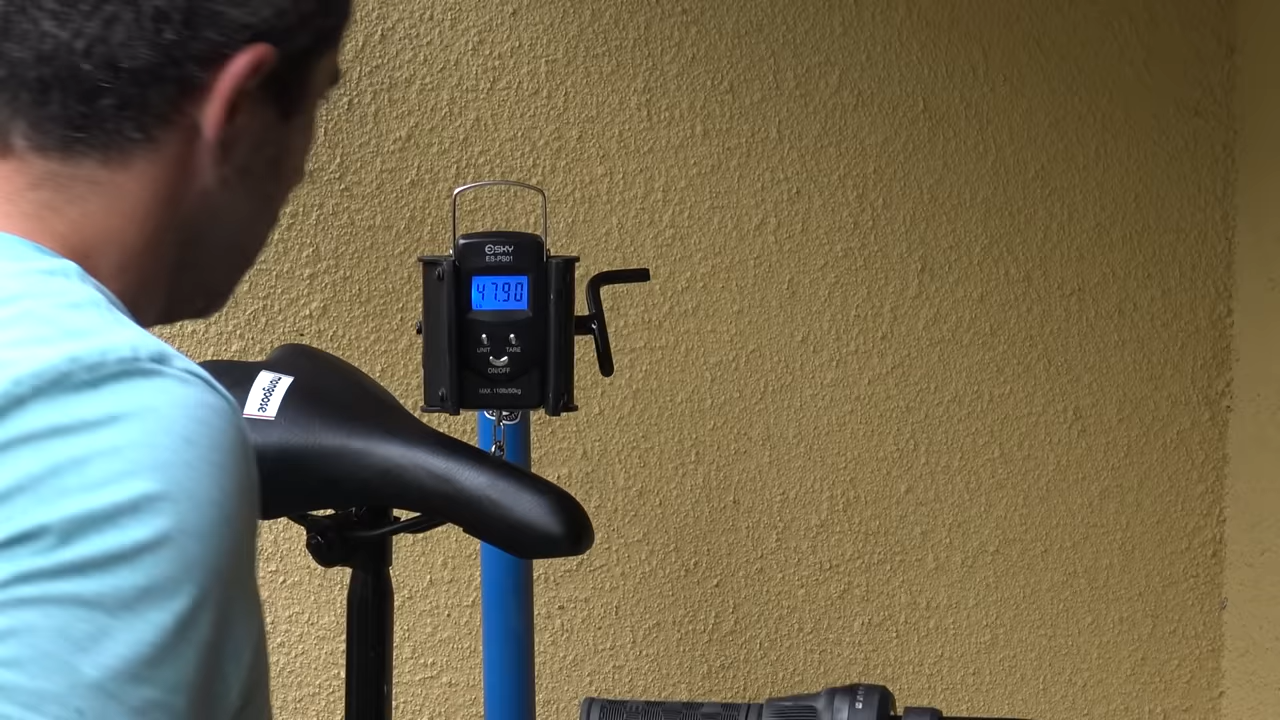 ESKY
ES-PS01
47.90
UNIT TARE
ON/OFF
MAX. 110lb/50kg
mongoose